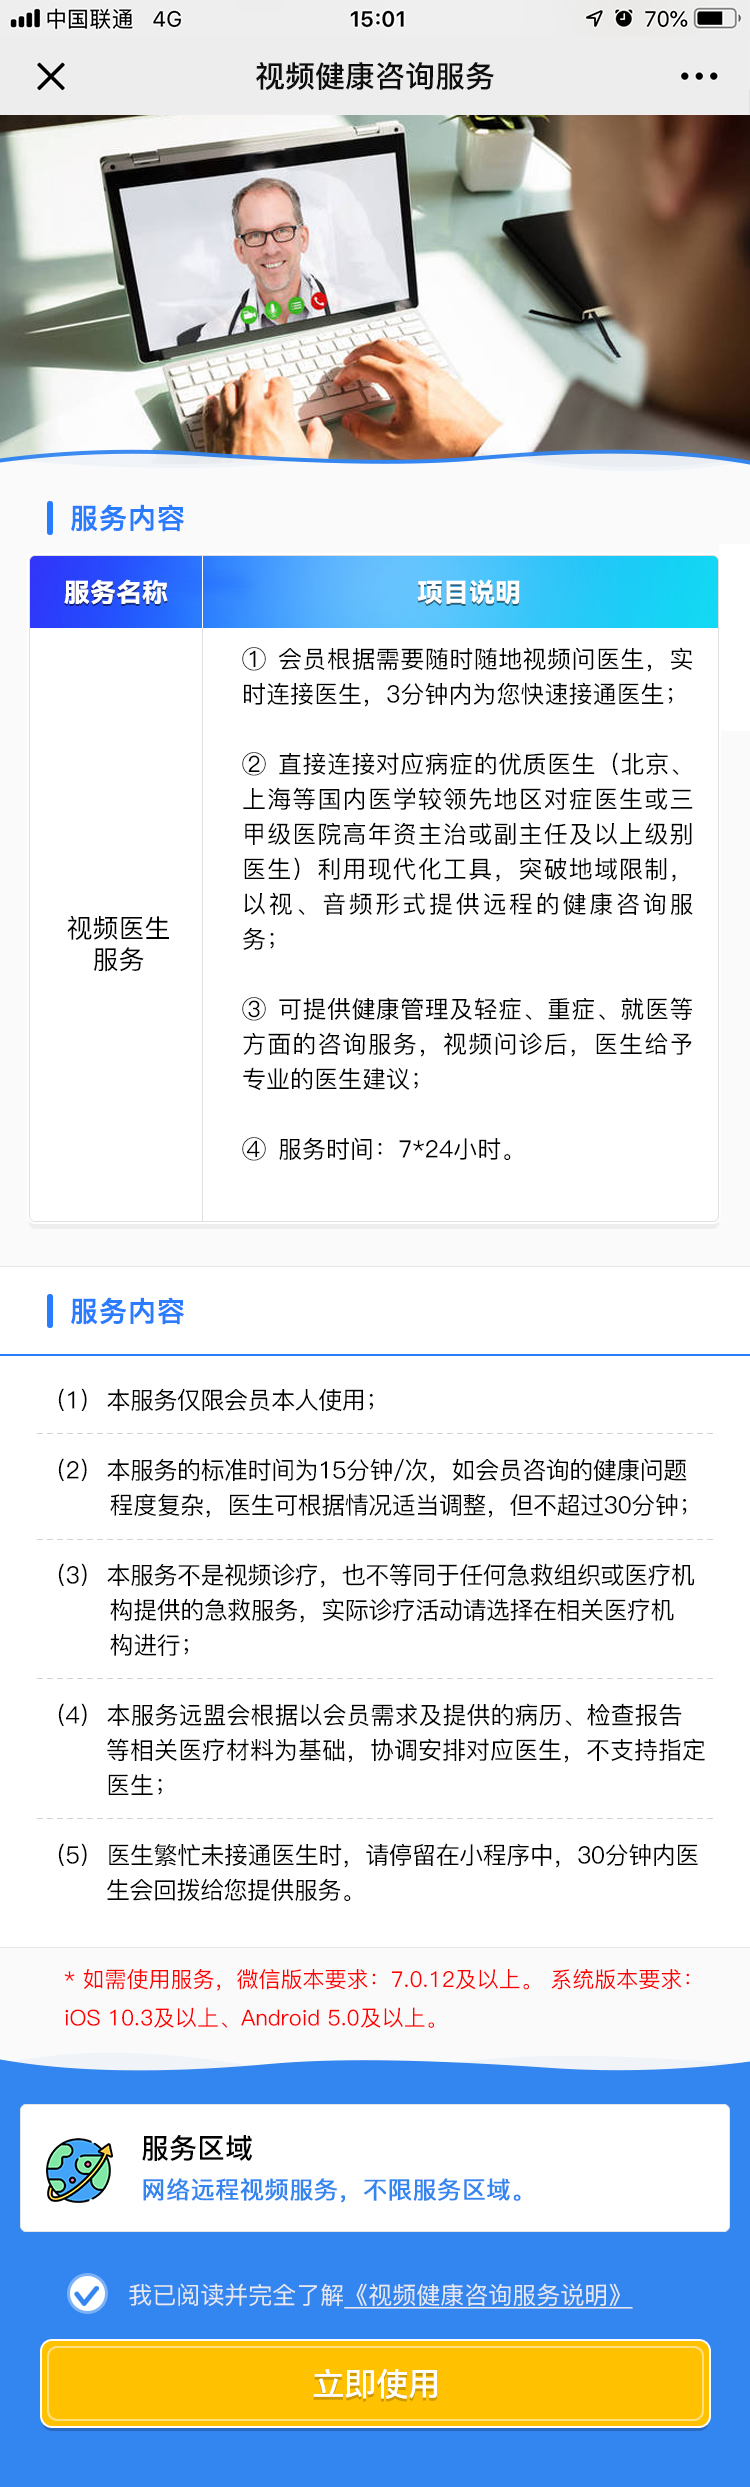 中国联通 4G 15:01 70%
视频健康咨询服务
服务内容
服务名称 项目说明
① 会员根据需要随时随地视频问医生，实
时连接医生，3分钟内为您快速接通医生；
② 直接连接对应病症的优质医生（北京、
上海等国内医学较领先地区对症医生或三
甲级医院高年资主治或副主任及以上级别
医生）利用现代化工具，突破地域限制，
以视、音频形式提供远程的健康咨询服
务；
视频医生
服务
③ 可提供健康管理及轻症、重症、就医等
方面的咨询服务，视频问诊后，医生给予
专业的医生建议；
④ 服务时间：7*24小时。
服务内容
（1） 本服务仅限会员本人使用；
（2） 本服务的标准时间为15分钟/次，如会员咨询的健康问题
程度复杂，医生可根据情况适当调整，但不超过30分钟；
（3） 本服务不是视频诊疗，也不等同于任何急救组织或医疗机
构提供的急救服务，实际诊疗活动请选择在相关医疗机
构进行；
（4） 本服务远盟会根据以会员需求及提供的病历、检查报告
等相关医疗材料为基础，协调安排对应医生，不支持指定
医生；
（5） 医生繁忙未接通医生时，请停留在小程序中，30分钟内医
生会回拨给您提供服务。
* 如需使用服务，微信版本要求：7.0.12及以上。 系统版本要求：
iOS 10.3及以上、Android 5.0及以上。
服务区域
网络远程视频服务，不限服务区域。
我已阅读并完全了解《视频健康咨询服务说明》
立即使用